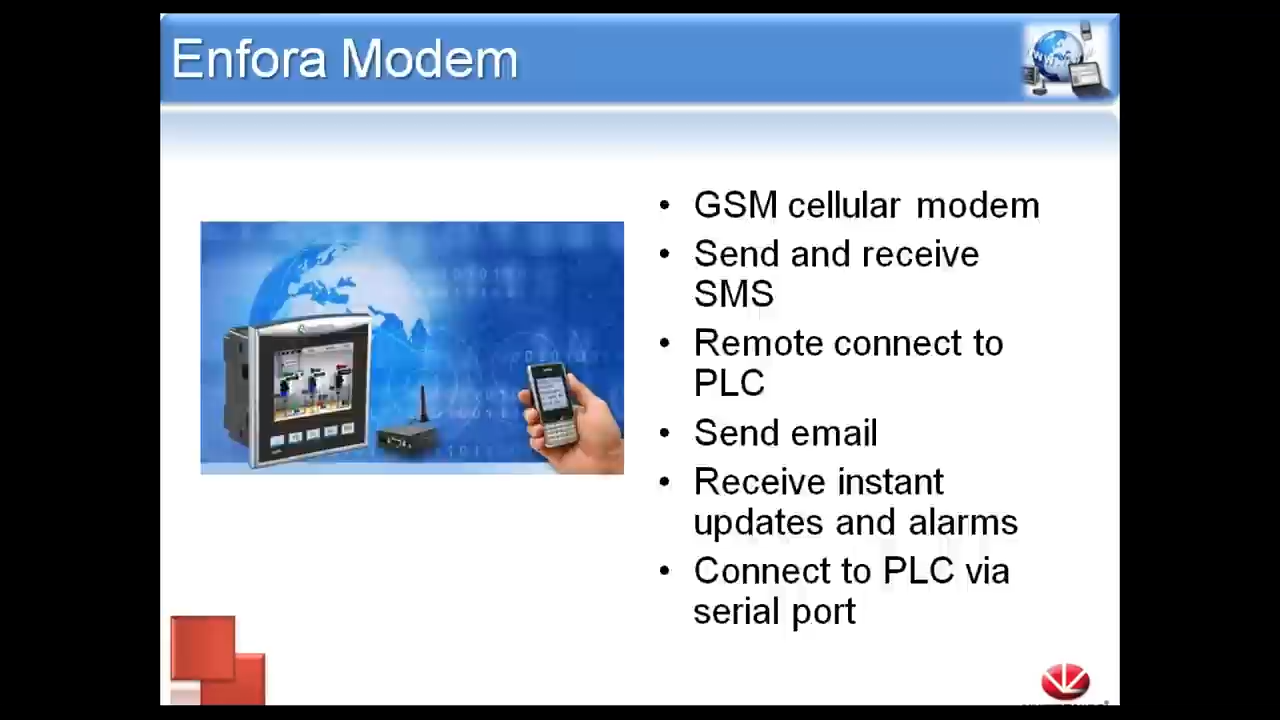 Enfora Modem
• GSM cellular modem
• Send and receive
SMS
• Remote connect to
PLC
• Send email
• Receive instant
updates and alarms
• Connect to PLC via
serial port